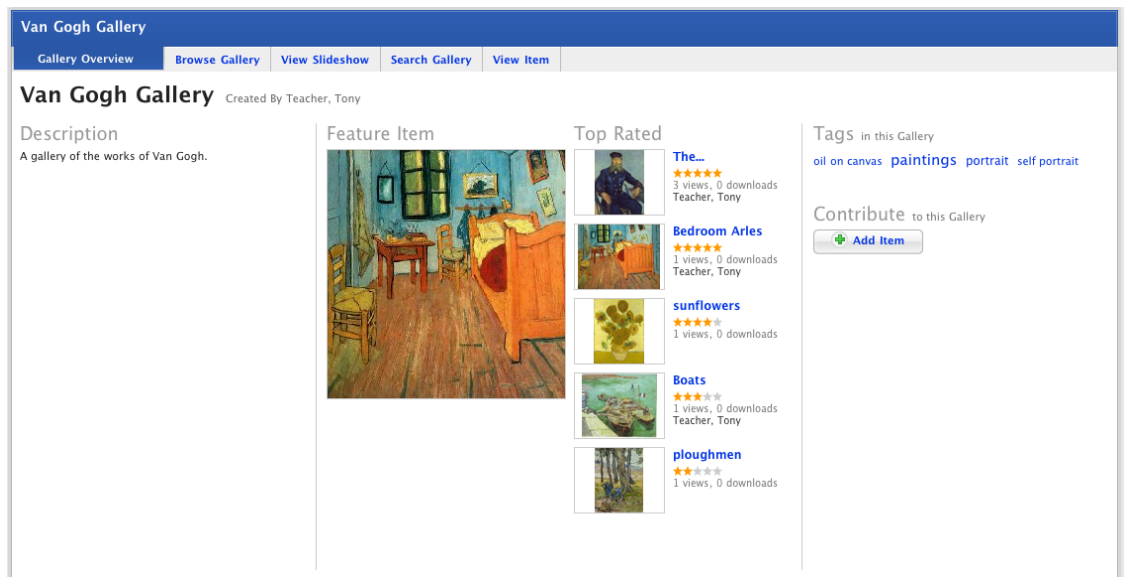 Van Gogh Gallery
Gallery Overview Browse Gallery View Slideshow Search Gallery View Item
Van Gogh Gallery Created By Teacher, Tony
Description
A gallery of the works of Van Gogh.
Feature Item
Top Rated
The...
3 views, 0 downloads
Teacher, Tony
Bedroom Arles
1 views, 0 downloads
Teacher, Tony
sunflowers
1 views, 0 downloads
Boats
1 views, 0 downloads
Teacher, Tony
ploughmen
1 views, 0 downloads
Tags in this Gallery
oil on canvas paintings portrait self portrait
Contribute to this Gallery
Add Item